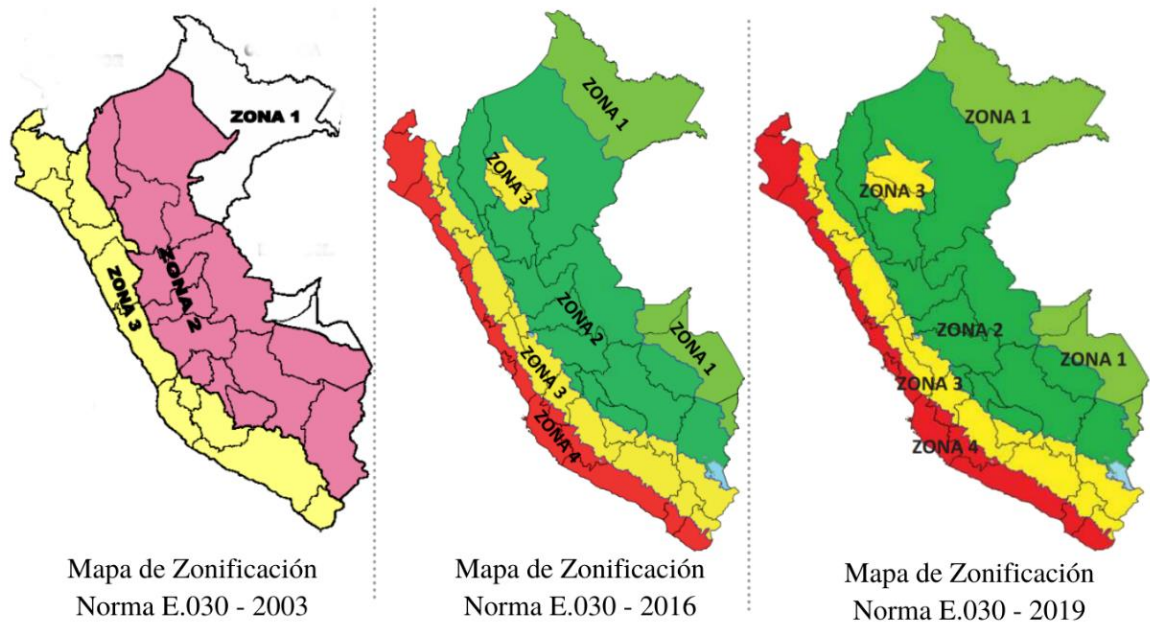 ZONA 1
ZONA 2
ZONA 3
Mapa de Zonificación
Norma E.030 - 2003
ZONA 1
ZONA 3
ZONA 2
ZONA 1
ZONA 3
ZONA 4
Mapa de Zonificación
Norma E.030 - 2016
ZONA 1
ZONA 3
ZONA 2
ZONA 1
ZONA 3
ZONA 4
Mapa de Zonificación
Norma E.030 - 2019